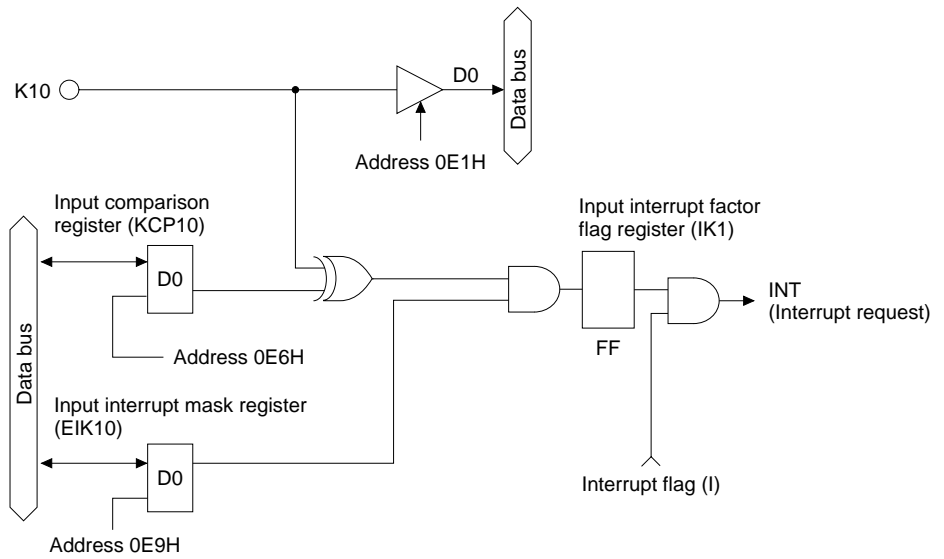 K10
D0
Data bus
Address 0E1H
Input comparison
register (KCP10)
D0
Address 0E6H
Data bus
Input interrupt mask register
(EIK10)
D0
Address 0E9H
Input interrupt factor
flag register (IK1)
FF
INT
(Interrupt request)
Interrupt flag (I)